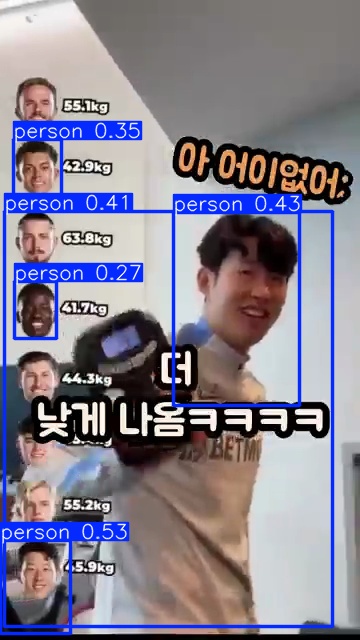 55.1kg
person 0.35
42.9kg
아 어이없어;
person 0.41
person 0.43
63.8kg
person 0.27
41.7kg
더
44.3kg
낮게 나옴ㅋㅋㅋㅋ
55.2kg
person 0.53
45.9kg